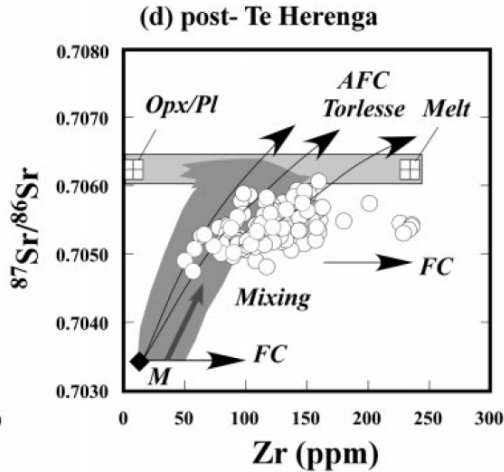 (d) post- Te Herenga
0.7080
0.7070
0.7060
0.7050
0.7040
0.7030
87Sr/86Sr
Opx/Pl
AFC
Torlesse
Melt
FC
Mixing
FC
M
0
50
100
150
200
250
300
Zr (ppm)
)